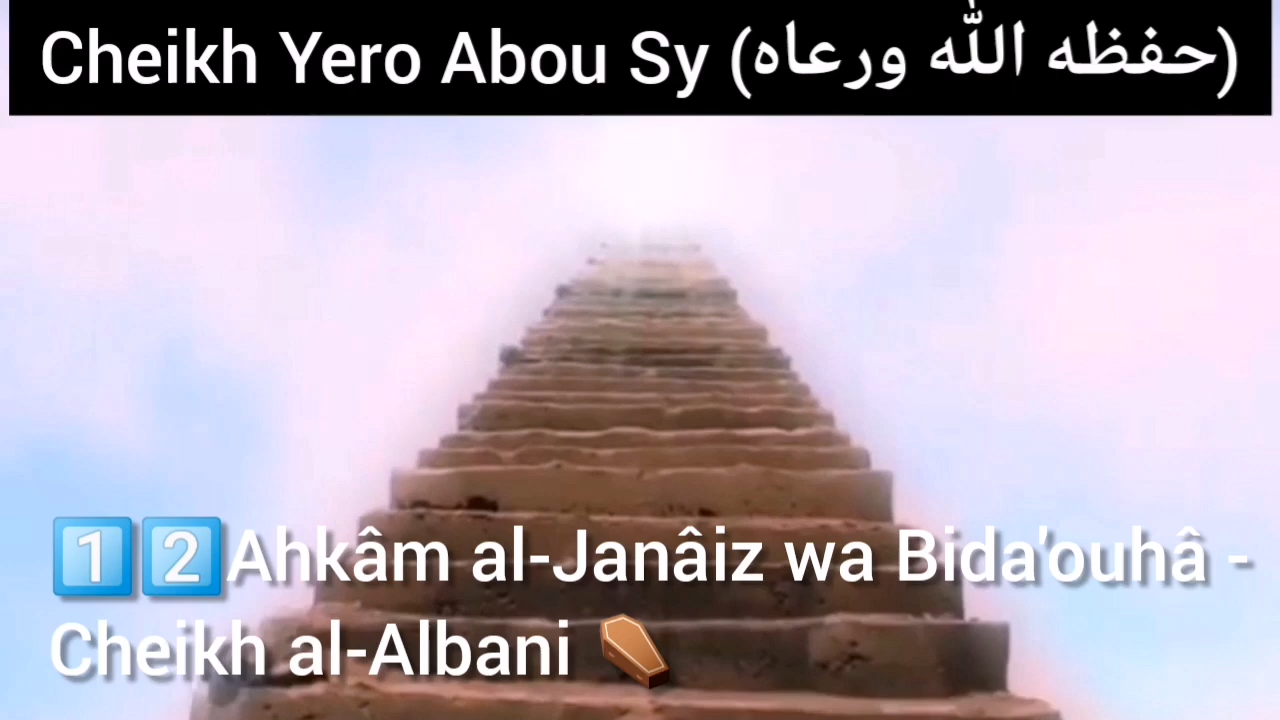 Cheikh Yero Abou Sy (حفظه الله ورعاه)
1️⃣2️⃣Ahkâm al-Janâiz wa Bida'ouhâ -
Cheikh al-Albani ⚰️